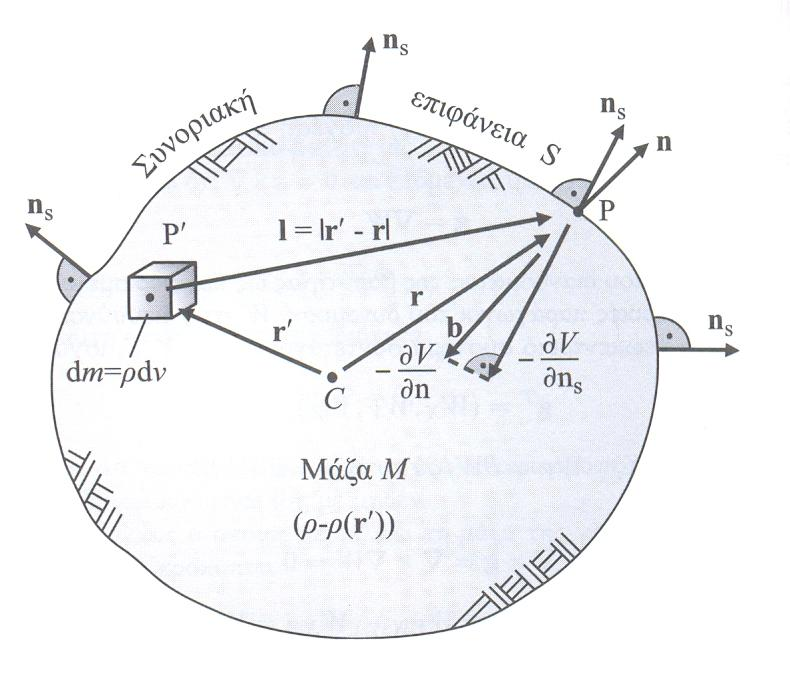 n_s
Συνοριακή επιφάνεια S
n_s
n
n_s
P
P′
l = |r′ - r|
r
n_s
b
r′
dm=ρdv
C
- ∂V/∂n
- ∂V/∂n_s
Μάζα M
(ρ-ρ(r′))